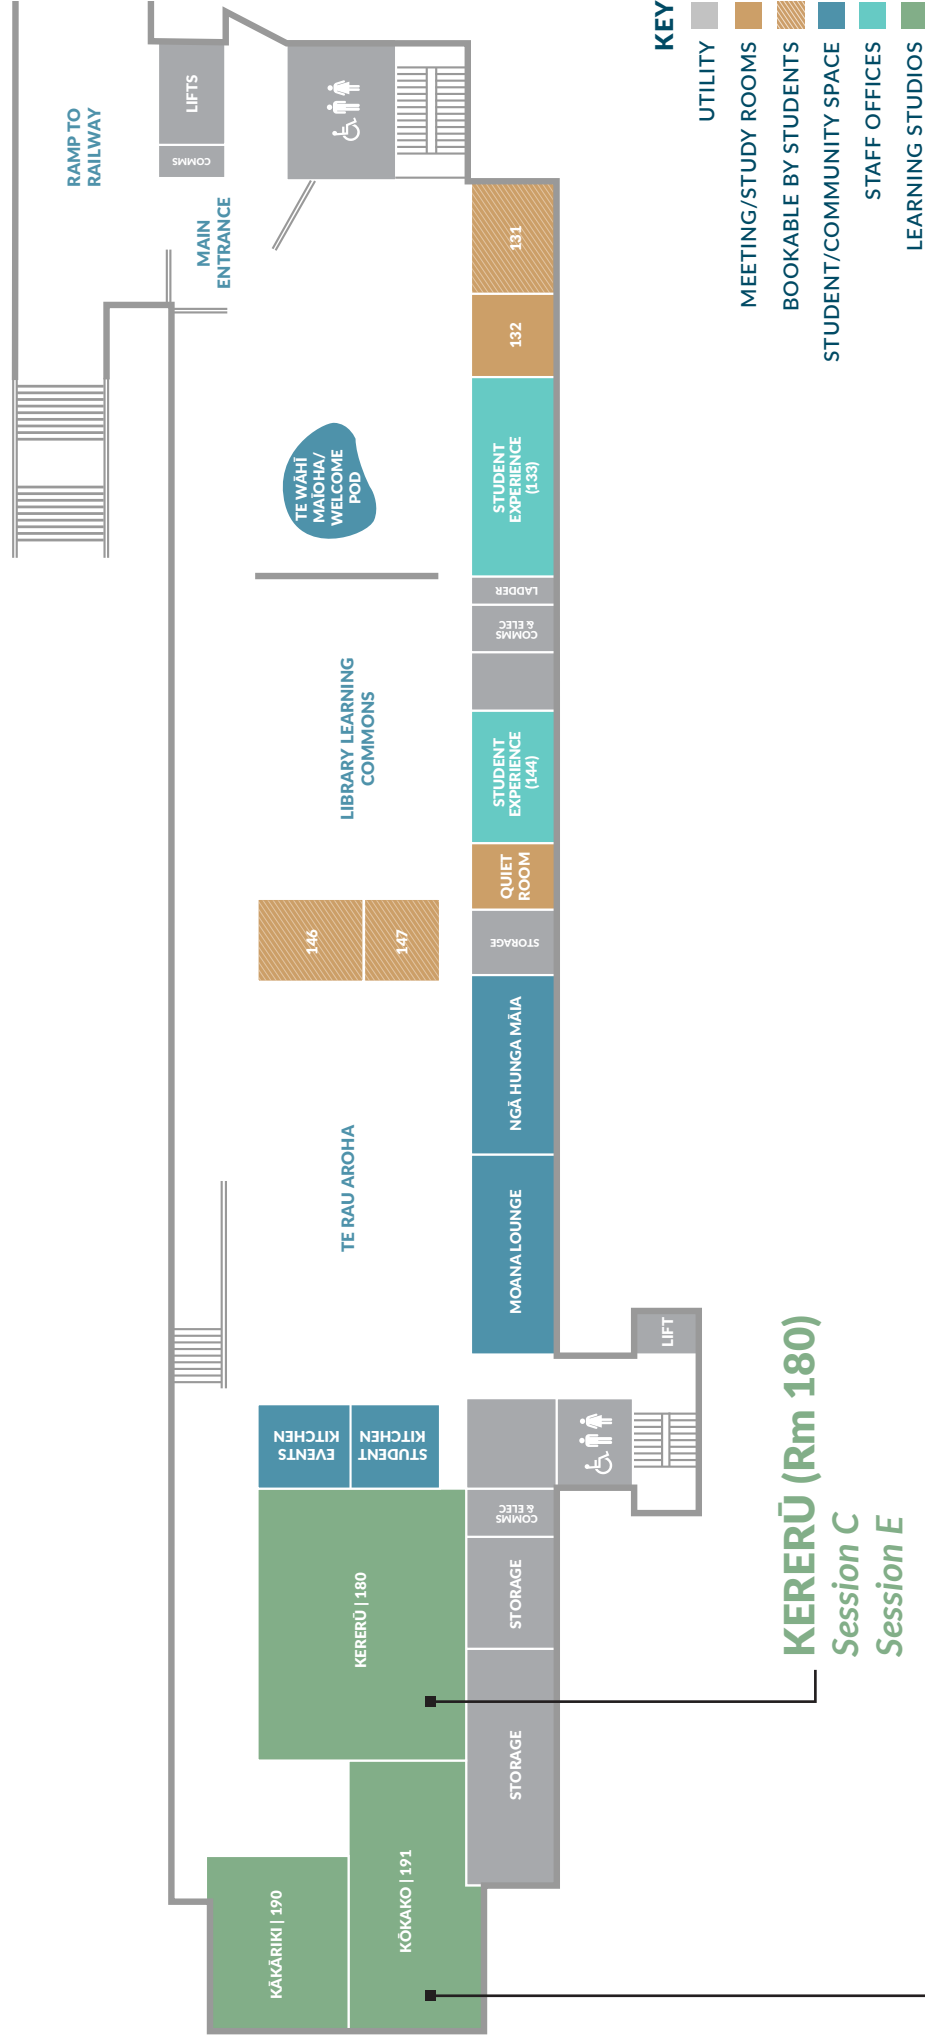 RAMP TO
RAILWAY
LIFTS
COMMS
MAIN
ENTRANCE
131
132
TE WĀHĪ
MAĪOHA/
WELCOME
POD
STUDENT
EXPERIENCE
(133)
LADDER
COMMS
& ELEC
LIBRARY LEARNING
COMMONS
STUDENT
EXPERIENCE
(144)
QUIET
ROOM
146
147
STORAGE
NGĀ HUNGA MĀIA
TE RAU AROHA
MOANA LOUNGE
LIFT
EVENTS
KITCHEN
STUDENT
KITCHEN
COMMS
& ELEC
KERERŪ | 180
STORAGE
STORAGE
KĀKĀRIKI | 190
KŌKAKO | 191
KERERŪ (Rm 180)
Session C
Session E
KEY
UTILITY
MEETING/STUDY ROOMS
BOOKABLE BY STUDENTS
STUDENT/COMMUNITY SPACE
STAFF OFFICES
LEARNING STUDIOS